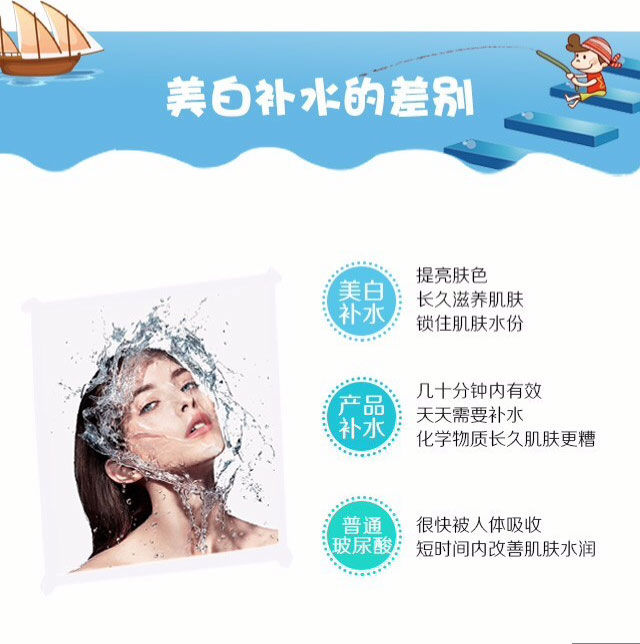 美白补水的差别
美白
补水
提亮肤色
长久滋养肌肤
锁住肌肤水份
产品
补水
几十分钟内有效
天天需要补水
化学物质长久肌肤更糟
普通
玻尿酸
很快被人体吸收
短时间内改善肌肤水润